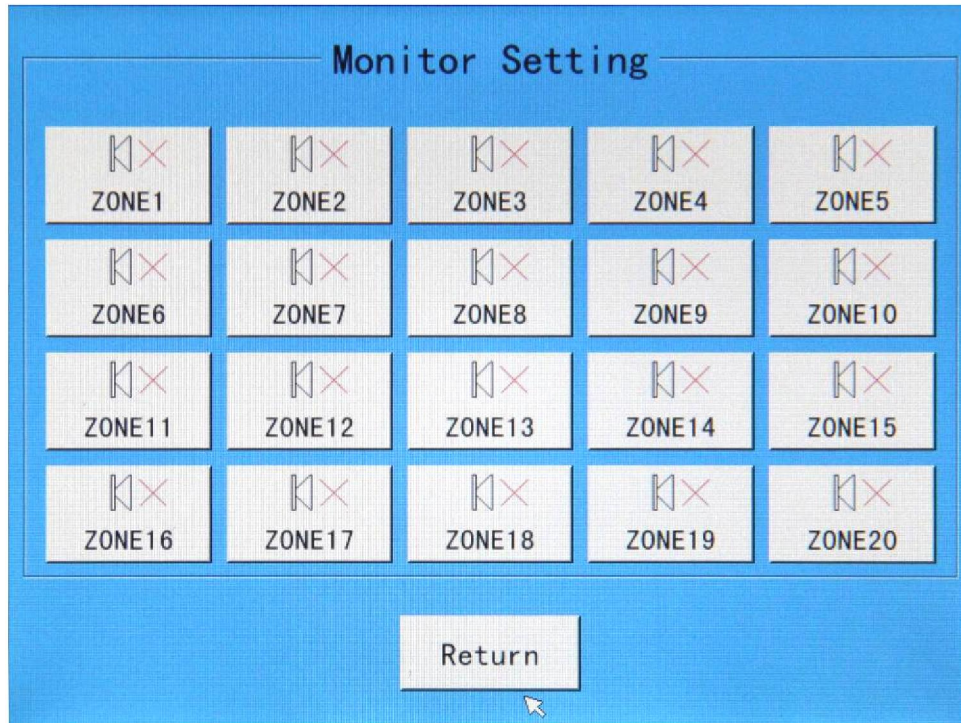 Monitor Setting
ZONE1 ZONE2 ZONE3 ZONE4 ZONE5
ZONE6 ZONE7 ZONE8 ZONE9 ZONE10
ZONE11 ZONE12 ZONE13 ZONE14 ZONE15
ZONE16 ZONE17 ZONE18 ZONE19 ZONE20
Return